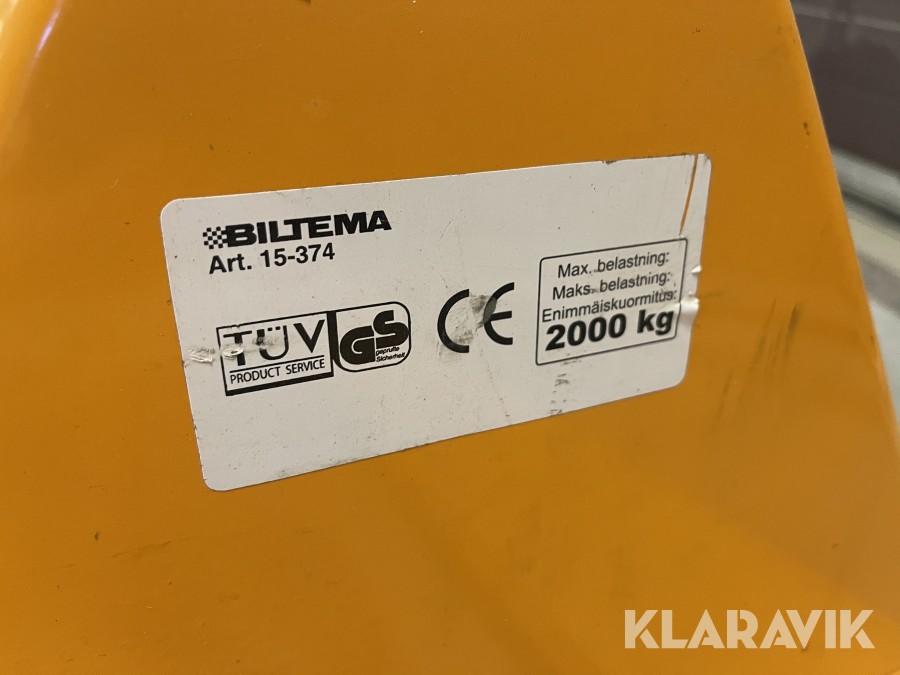 BILTEMA
Art. 15-374
TÜV
PRODUCT SERVICE
GS
geprüfte
Sicherheit
CE
Max. belastning:
Maks. belastning:
Enimmäiskuormitus:
2000 kg
KLARAVIK